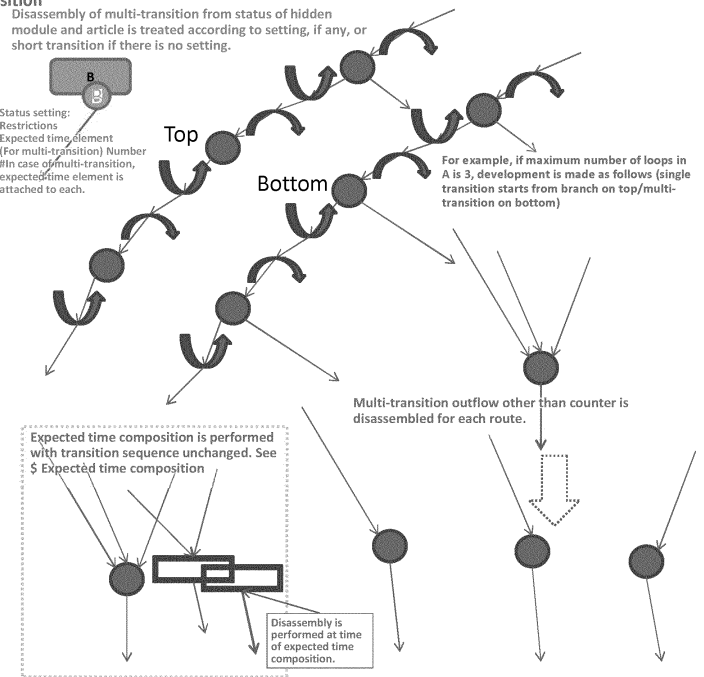 sition
Disassembly of multi-transition from status of hidden
module and article is treated according to setting, if any, or
short transition if there is no setting.
B
Status setting:
Restrictions
Expected time element
(For multi-transition) Number
#In case of multi-transition,
expected time element is
attached to each.
Top
Bottom
For example, if maximum number of loops in
A is 3, development is made as follows (single
transition starts from branch on top/multi-
transition on bottom)
Multi-transition outflow other than counter is
disassembled for each route.
Expected time composition is performed
with transition sequence unchanged. See
$ Expected time composition
Disassembly is
performed at time
of expected time
composition.